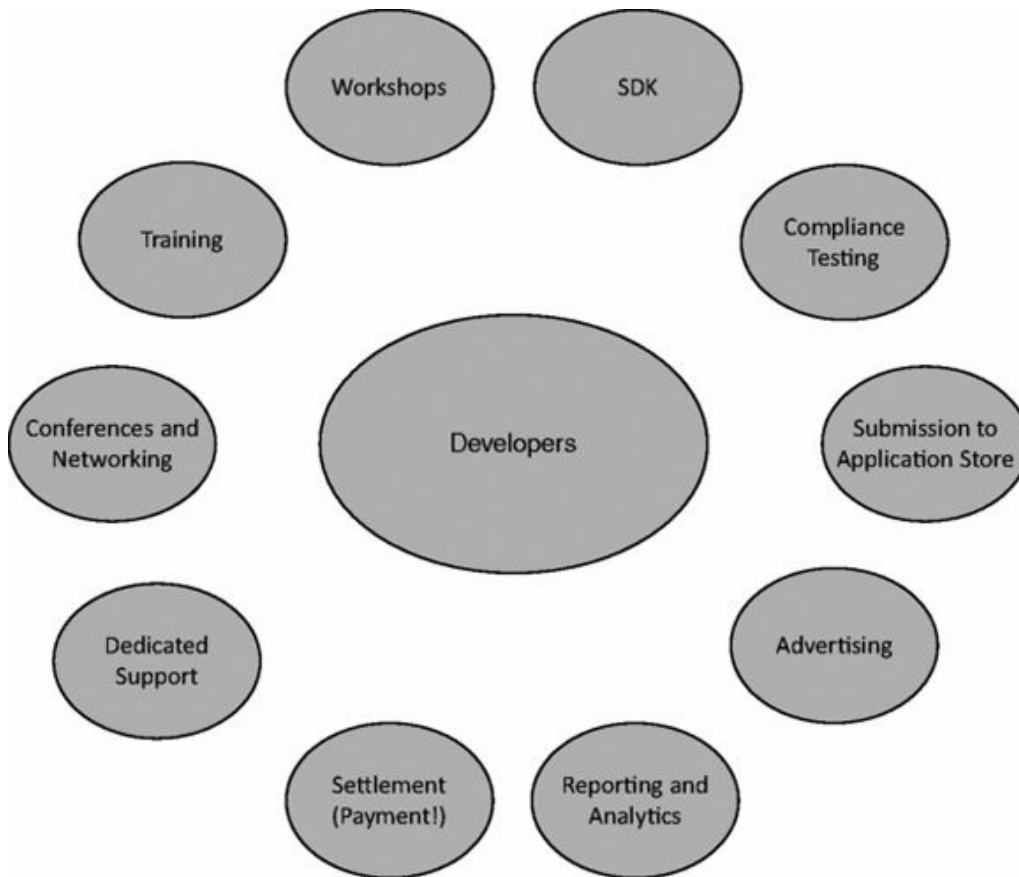 Workshops
SDK
Training
Compliance
Testing
Conferences and
Networking
Developers
Submission to
Application Store
Dedicated
Support
Advertising
Settlement
(Payment!)
Reporting and
Analytics